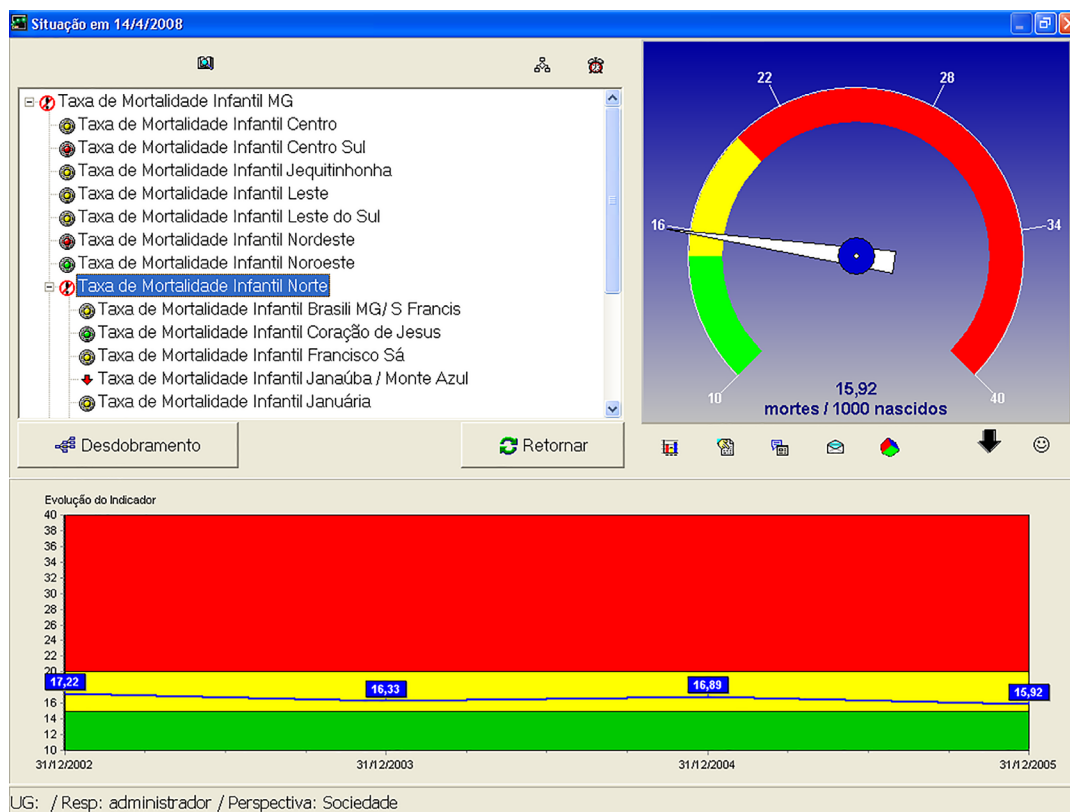 Situação em 14/4/2008
Taxa de Mortalidade Infantil MG
Taxa de Mortalidade Infantil Centro
Taxa de Mortalidade Infantil Centro Sul
Taxa de Mortalidade Infantil Jequitinhonha
Taxa de Mortalidade Infantil Leste
Taxa de Mortalidade Infantil Leste do Sul
Taxa de Mortalidade Infantil Nordeste
Taxa de Mortalidade Infantil Noroeste
Taxa de Mortalidade Infantil Norte
Taxa de Mortalidade Infantil Brasili MG/ S Francis
Taxa de Mortalidade Infantil Coração de Jesus
Taxa de Mortalidade Infantil Francisco Sá
Taxa de Mortalidade Infantil Janaúba / Monte Azul
Taxa de Mortalidade Infantil Januária
Desdobramento
Retornar
22
28
16
34
10
40
15,92
mortes / 1000 nascidos
Evolução do Indicador
40
38
36
34
32
30
28
26
24
22
20
17,22
16,33
16,89
15,92
16
14
12
10
31/12/2002
31/12/2003
31/12/2004
31/12/2005
UG: / Resp: administrador / Perspectiva: Sociedade